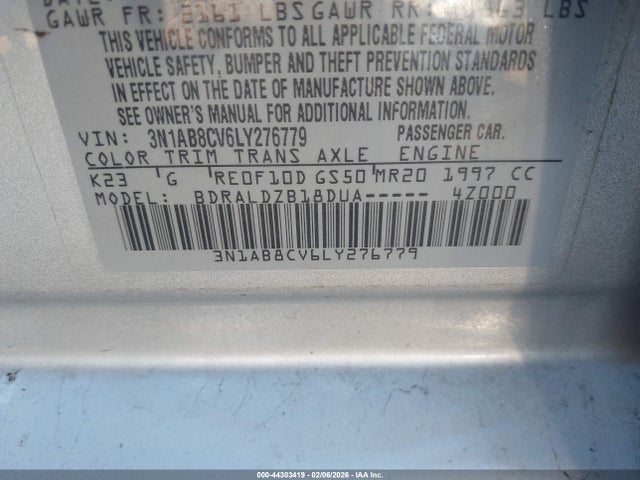 GAWR FR: 2161 LBS GAWR RR: 63 LBS
THIS VEHICLE CONFORMS TO ALL APPLICABLE FEDERAL MOTOR
VEHICLE SAFETY, BUMPER AND THEFT PREVENTION STANDARDS
IN EFFECT ON THE DATE OF MANUFACTURE SHOWN ABOVE.
SEE OWNER'S MANUAL FOR ADDITIONAL INFORMATION.
VIN: 3N1AB8CV6LY276779 PASSENGER CAR.
COLOR TRIM TRANS AXLE ENGINE
K23 G RE0F10D GS50 MR20 1997 CC
MODEL: BDRALDZB18DUA----- 4Z000
3N1AB8CV6LY276779
000-44303419 - 02/06/2026 - IAA Inc.